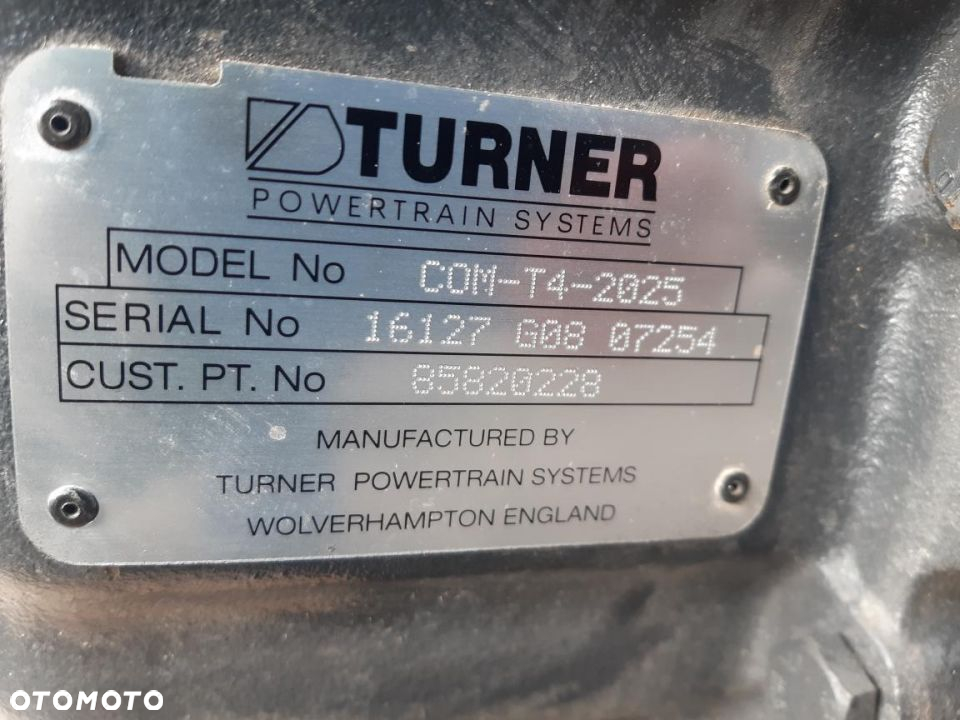 TURNER
POWERTRAIN SYSTEMS
MODEL No COM-T4-2025
SERIAL No 16127 G08 07254
CUST. PT. No 85820228
MANUFACTURED BY
TURNER POWERTRAIN SYSTEMS
WOLVERHAMPTON ENGLAND
OTOMOTO